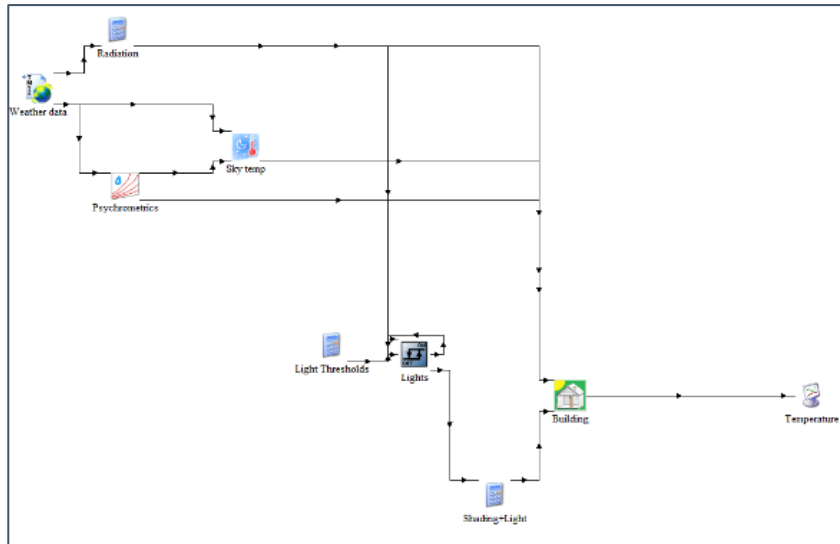 Radiation
Weather data
Sky temp
Psychrometrics
Light Thresholds
Lights
Building
Temperature
Shading+Light